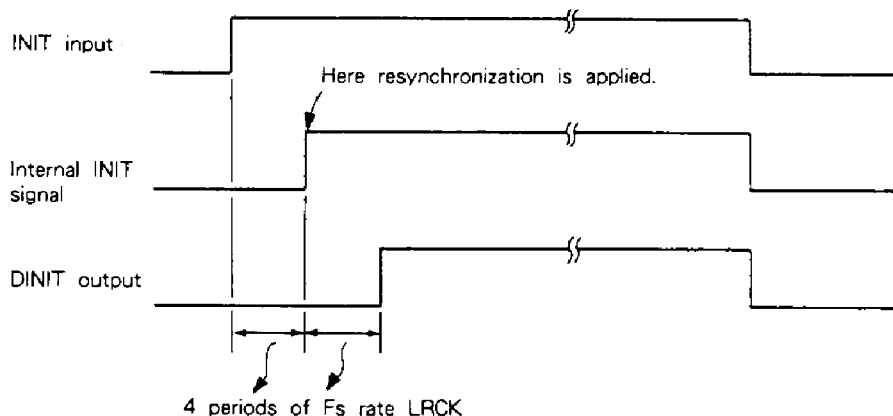 INIT input
Here resynchronization is applied.
Internal INIT
signal
DINIT output
4 periods of Fs rate LRCK